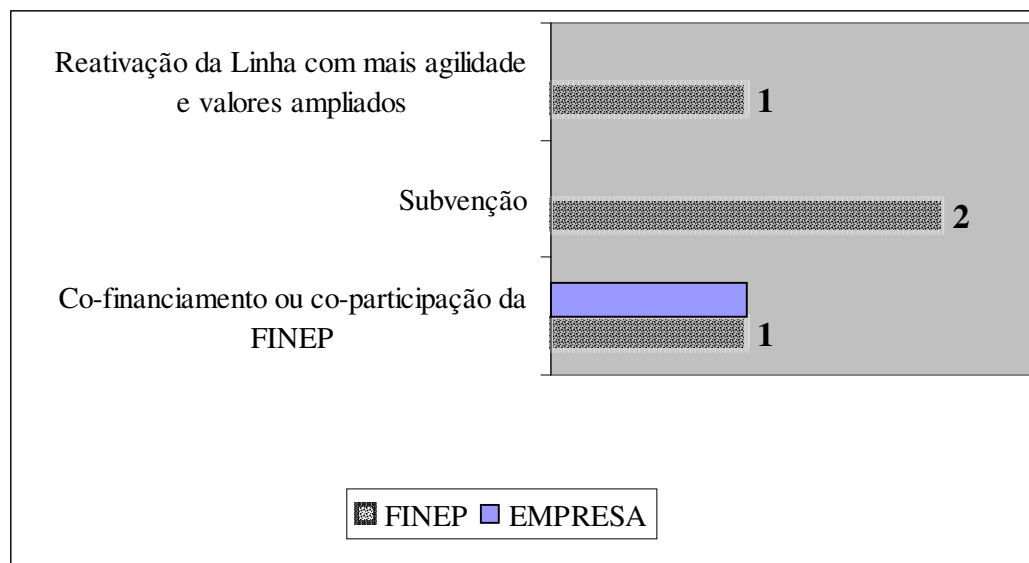 Reativação da Linha com mais agilidade
e valores ampliados
1
Subvenção
2
Co-financiamento ou co-participação da
FINEP
1
FINEP EMPRESA